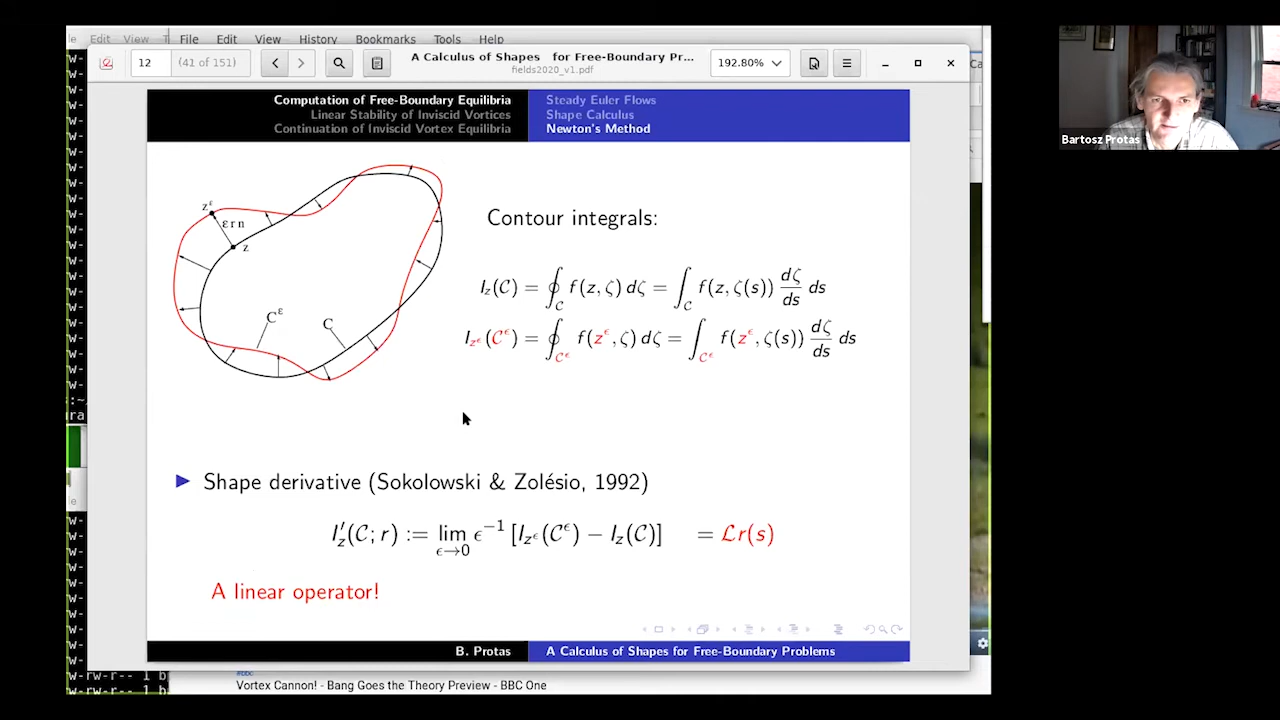 File Edit View History Bookmarks Tools Help
12 (41 of 151)
A Calculus of Shapes for Free-Boundary Pr...
fields2020_v1.pdf
192.80%
Computation of Free-Boundary Equilibria
Linear Stability of Inviscid Vortices
Continuation of Inviscid Vortex Equilibria
Steady Euler Flows
Shape Calculus
Newton's Method
z^ε
ε r n
z
C^ε
C
Contour integrals:
I_z(𝒞) = ∮_𝒞 f(z, ζ) dζ = ∫_𝒞 f(z, ζ(s)) dζ/ds ds
I_{z^ϵ}(𝒞^ϵ) = ∮_{𝒞^ϵ} f(z^ϵ, ζ) dζ = ∫_{𝒞^ϵ} f(z^ϵ, ζ(s)) dζ/ds ds
▶ Shape derivative (Sokolowski & Zolésio, 1992)
I′_z(𝒞; r) := lim_{ϵ→0} ϵ^{−1} [I_{z^ϵ}(𝒞^ϵ) − I_z(𝒞)] = ℒr(s)
A linear operator!
B. Protas
A Calculus of Shapes for Free-Boundary Problems
Vortex Cannon! - Bang Goes the Theory Preview - BBC One
Bartosz Protas